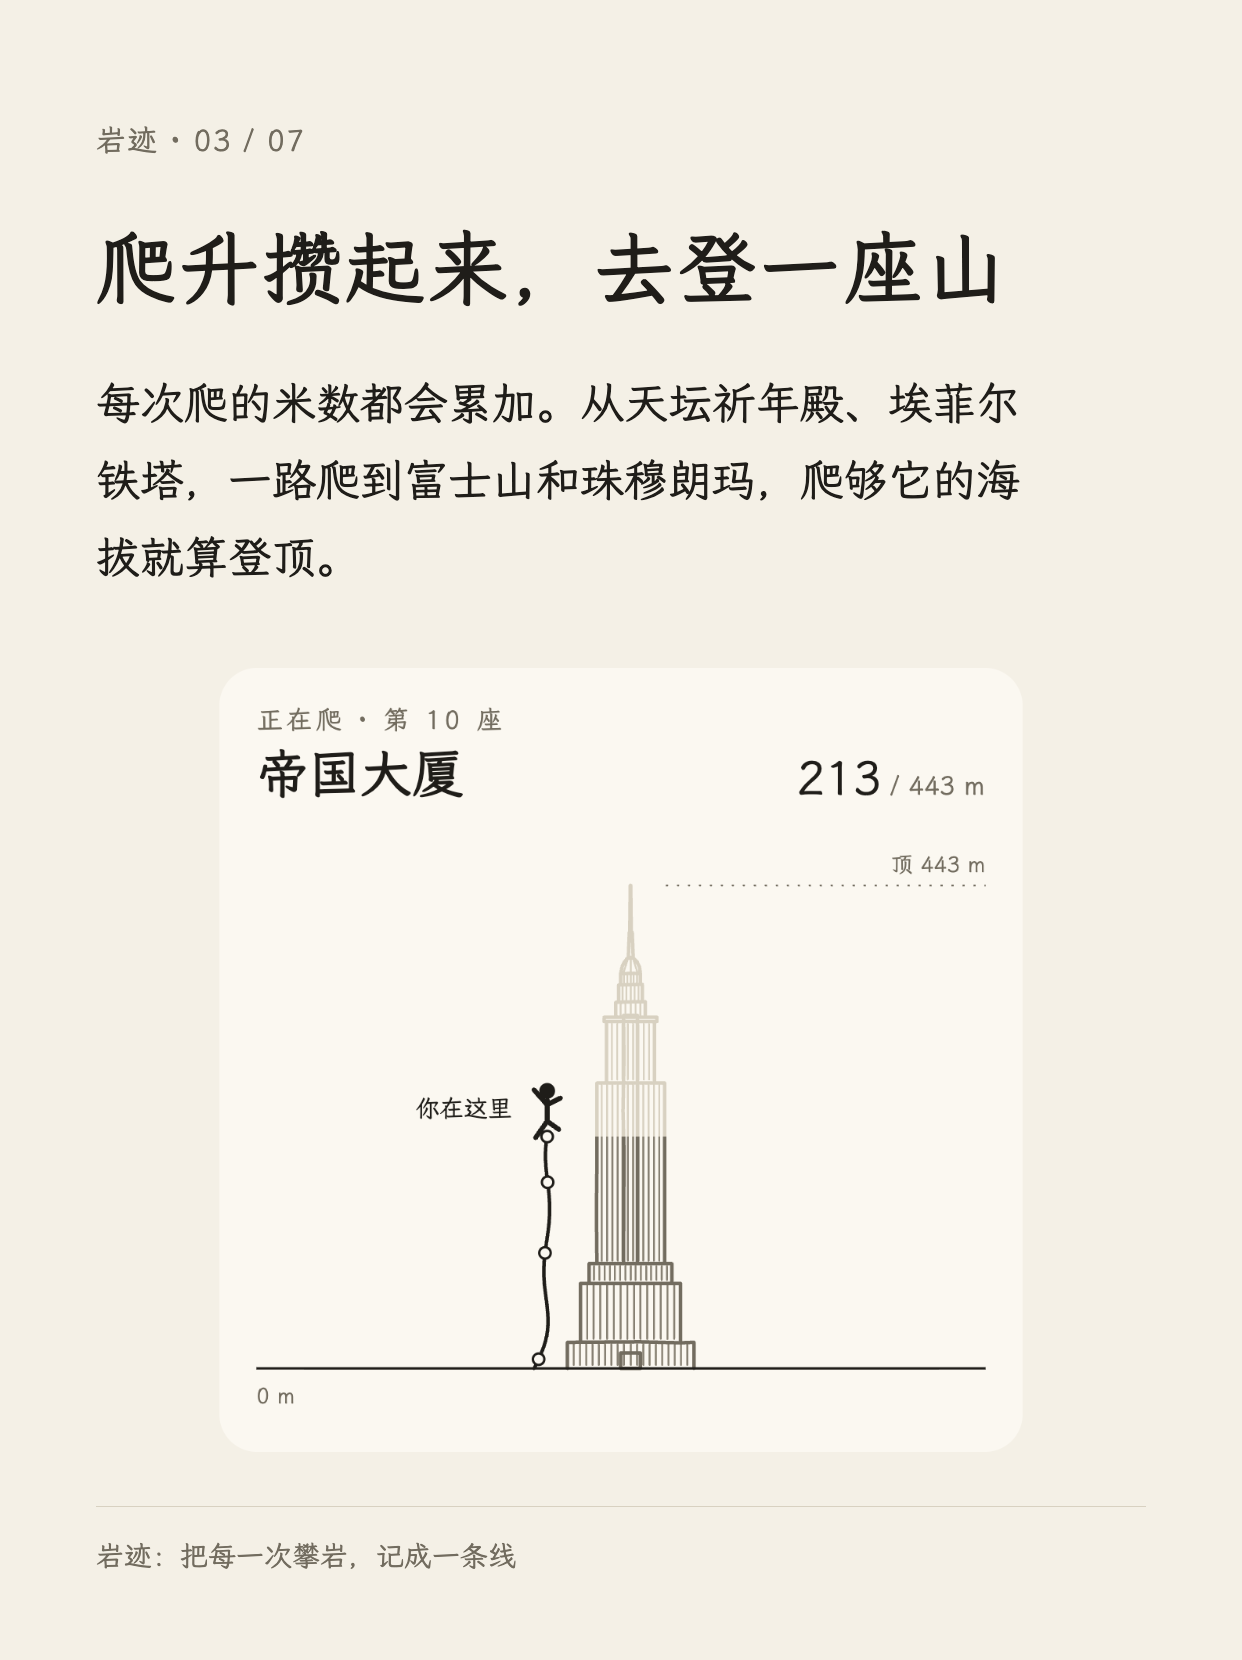 岩迹・03 / 07
爬升攒起来，去登一座山
每次爬的米数都会累加。从天坛祈年殿、埃菲尔
铁塔，一路爬到富士山和珠穆朗玛，爬够它的海
拔就算登顶。
正在爬・第 10 座
帝国大厦
213 / 443 m
顶 443 m
你在这里
0 m
岩迹：把每一次攀岩，记成一条线